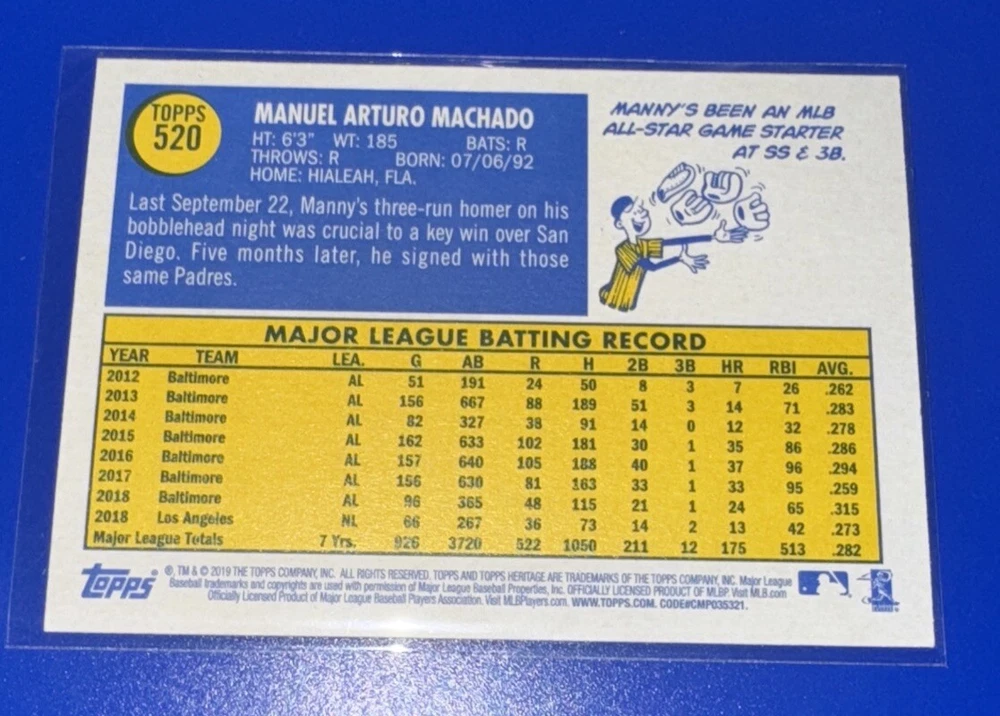 TOPPS
520
MANUEL ARTURO MACHADO
HT: 6'3" WT: 185 BATS: R
THROWS: R BORN: 07/06/92
HOME: HIALEAH, FLA.
Last September 22, Manny's three-run homer on his
bobblehead night was crucial to a key win over San
Diego. Five months later, he signed with those
same Padres.
MANNY'S BEEN AN MLB
ALL-STAR GAME STARTER
AT SS & 3B.
MAJOR LEAGUE BATTING RECORD
YEAR TEAM LEA. G AB R H 2B 3B HR RBI AVG.
2012 Baltimore AL 51 191 24 50 8 3 7 26 .262
2013 Baltimore AL 156 667 88 189 51 3 14 71 .283
2014 Baltimore AL 82 327 38 91 14 0 12 32 .278
2015 Baltimore AL 162 633 102 181 30 1 35 86 .286
2016 Baltimore AL 157 640 105 188 40 1 37 96 .294
2017 Baltimore AL 156 630 81 163 33 1 33 95 .259
2018 Baltimore AL 96 365 48 115 21 1 24 65 .315
2018 Los Angeles NL 66 267 36 73 14 2 13 42 .273
Major League Totals 7 Yrs. 926 3720 522 1050 211 12 175 513 .282
TOPPS ®, TM & © 2019 THE TOPPS COMPANY, INC. ALL RIGHTS RESERVED. TOPPS AND TOPPS HERITAGE ARE TRADEMARKS OF THE TOPPS COMPANY, INC. Major League
Baseball trademarks and copyrights are used with permission of Major League Baseball Properties, Inc. OFFICIALLY LICENSED PRODUCT OF MLBP. Visit MLB.com
Officially Licensed Product of Major League Baseball Players Association. Visit MLBPlayers.com. WWW.TOPPS.COM. CODE#CMP035321.